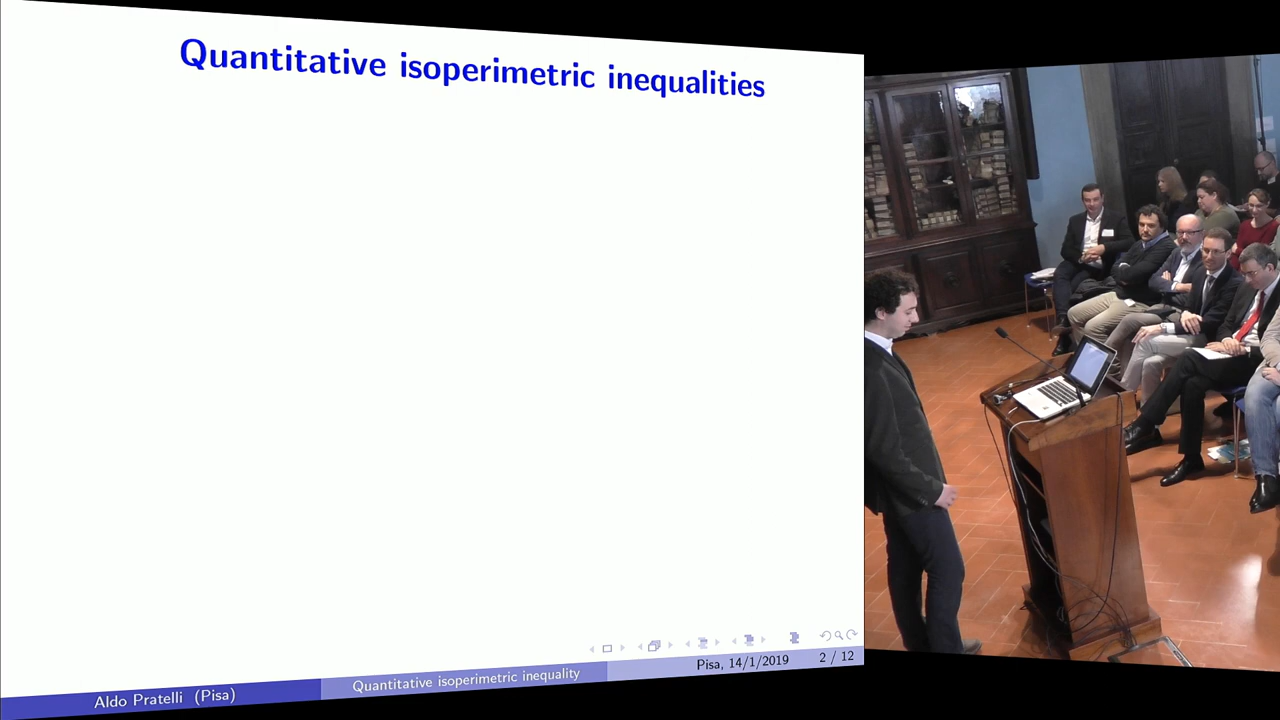 Quantitative isoperimetric inequalities
Aldo Pratelli (Pisa)
Quantitative isoperimetric inequality
Pisa, 14/1/2019
2 / 12